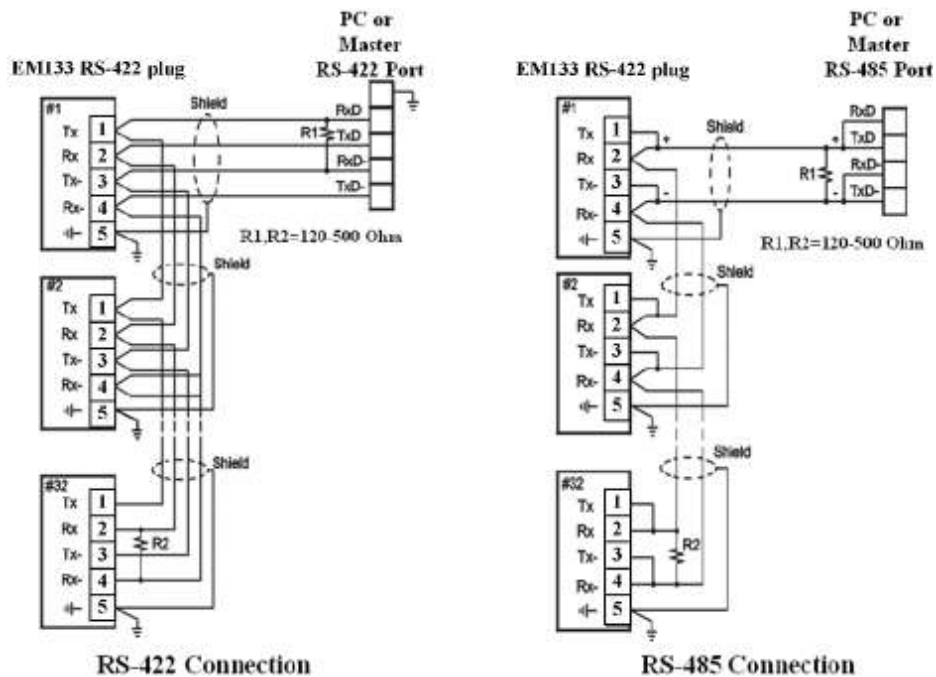 PC or
Master
RS-422 Port
EM133 RS-422 plug
#1
Tx 1
Rx 2
Tx- 3
Rx- 4
5
Shield
RxD
R1
TxD
RxD-
TxD-
R1,R2=120-500 Ohm
Shield
#2
Tx 1
Rx 2
Tx- 3
Rx- 4
5
Shield
#32
Tx 1
Rx 2
R2
Tx- 3
Rx- 4
5
RS-422 Connection
PC or
Master
RS-485 Port
EM133 RS-422 plug
#1
Tx 1
Rx 2
Tx- 3
Rx- 4
5
Shield
+
-
+
-
RxD
TxD
R1
RxD-
TxD-
R1,R2=120-500 Ohm
Shield
#2
Tx 1
Rx 2
Tx- 3
Rx- 4
5
Shield
#32
Tx 1
Rx 2
R2
Tx- 3
Rx- 4
5
RS-485 Connection